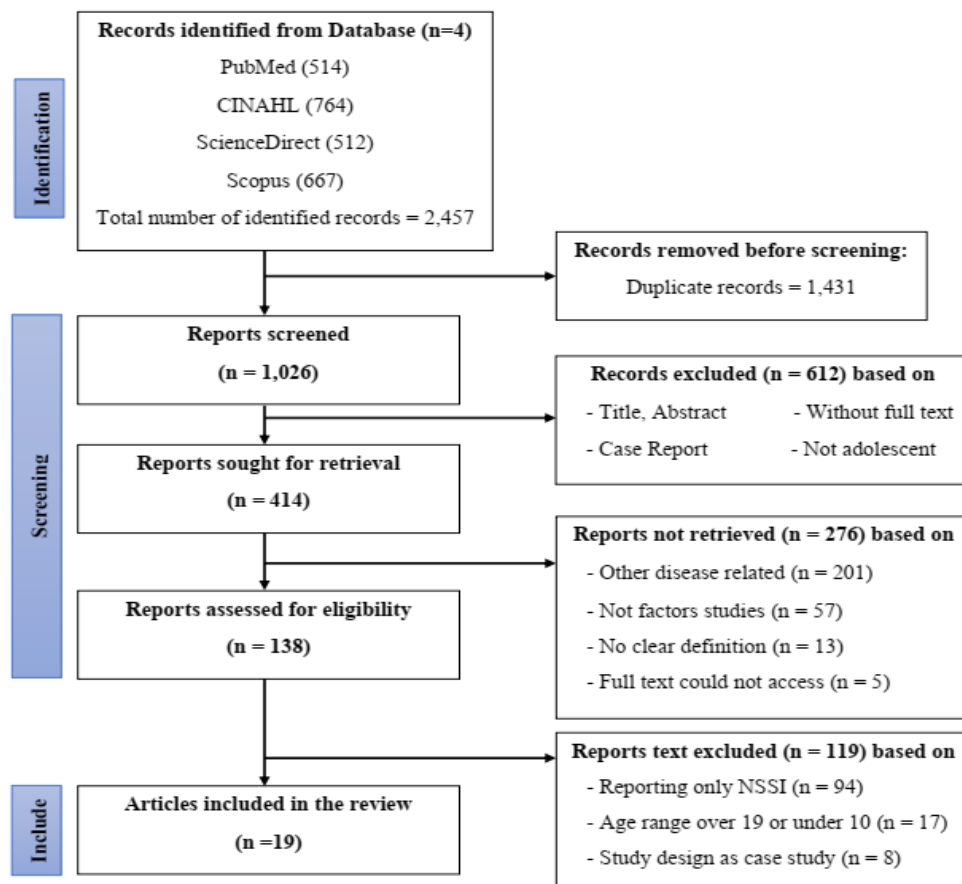 Identification
Records identified from Database (n=4)
PubMed (514)
CINAHL (764)
ScienceDirect (512)
Scopus (667)
Total number of identified records = 2,457
Records removed before screening:
Duplicate records = 1,431
Screening
Reports screened
(n = 1,026)
Records excluded (n = 612) based on
- Title, Abstract - Without full text
- Case Report - Not adolescent
Reports sought for retrieval
(n = 414)
Reports not retrieved (n = 276) based on
- Other disease related (n = 201)
- Not factors studies (n = 57)
- No clear definition (n = 13)
- Full text could not access (n = 5)
Reports assessed for eligibility
(n = 138)
Reports text excluded (n = 119) based on
- Reporting only NSSI (n = 94)
- Age range over 19 or under 10 (n = 17)
- Study design as case study (n = 8)
Include
Articles included in the review
(n =19)